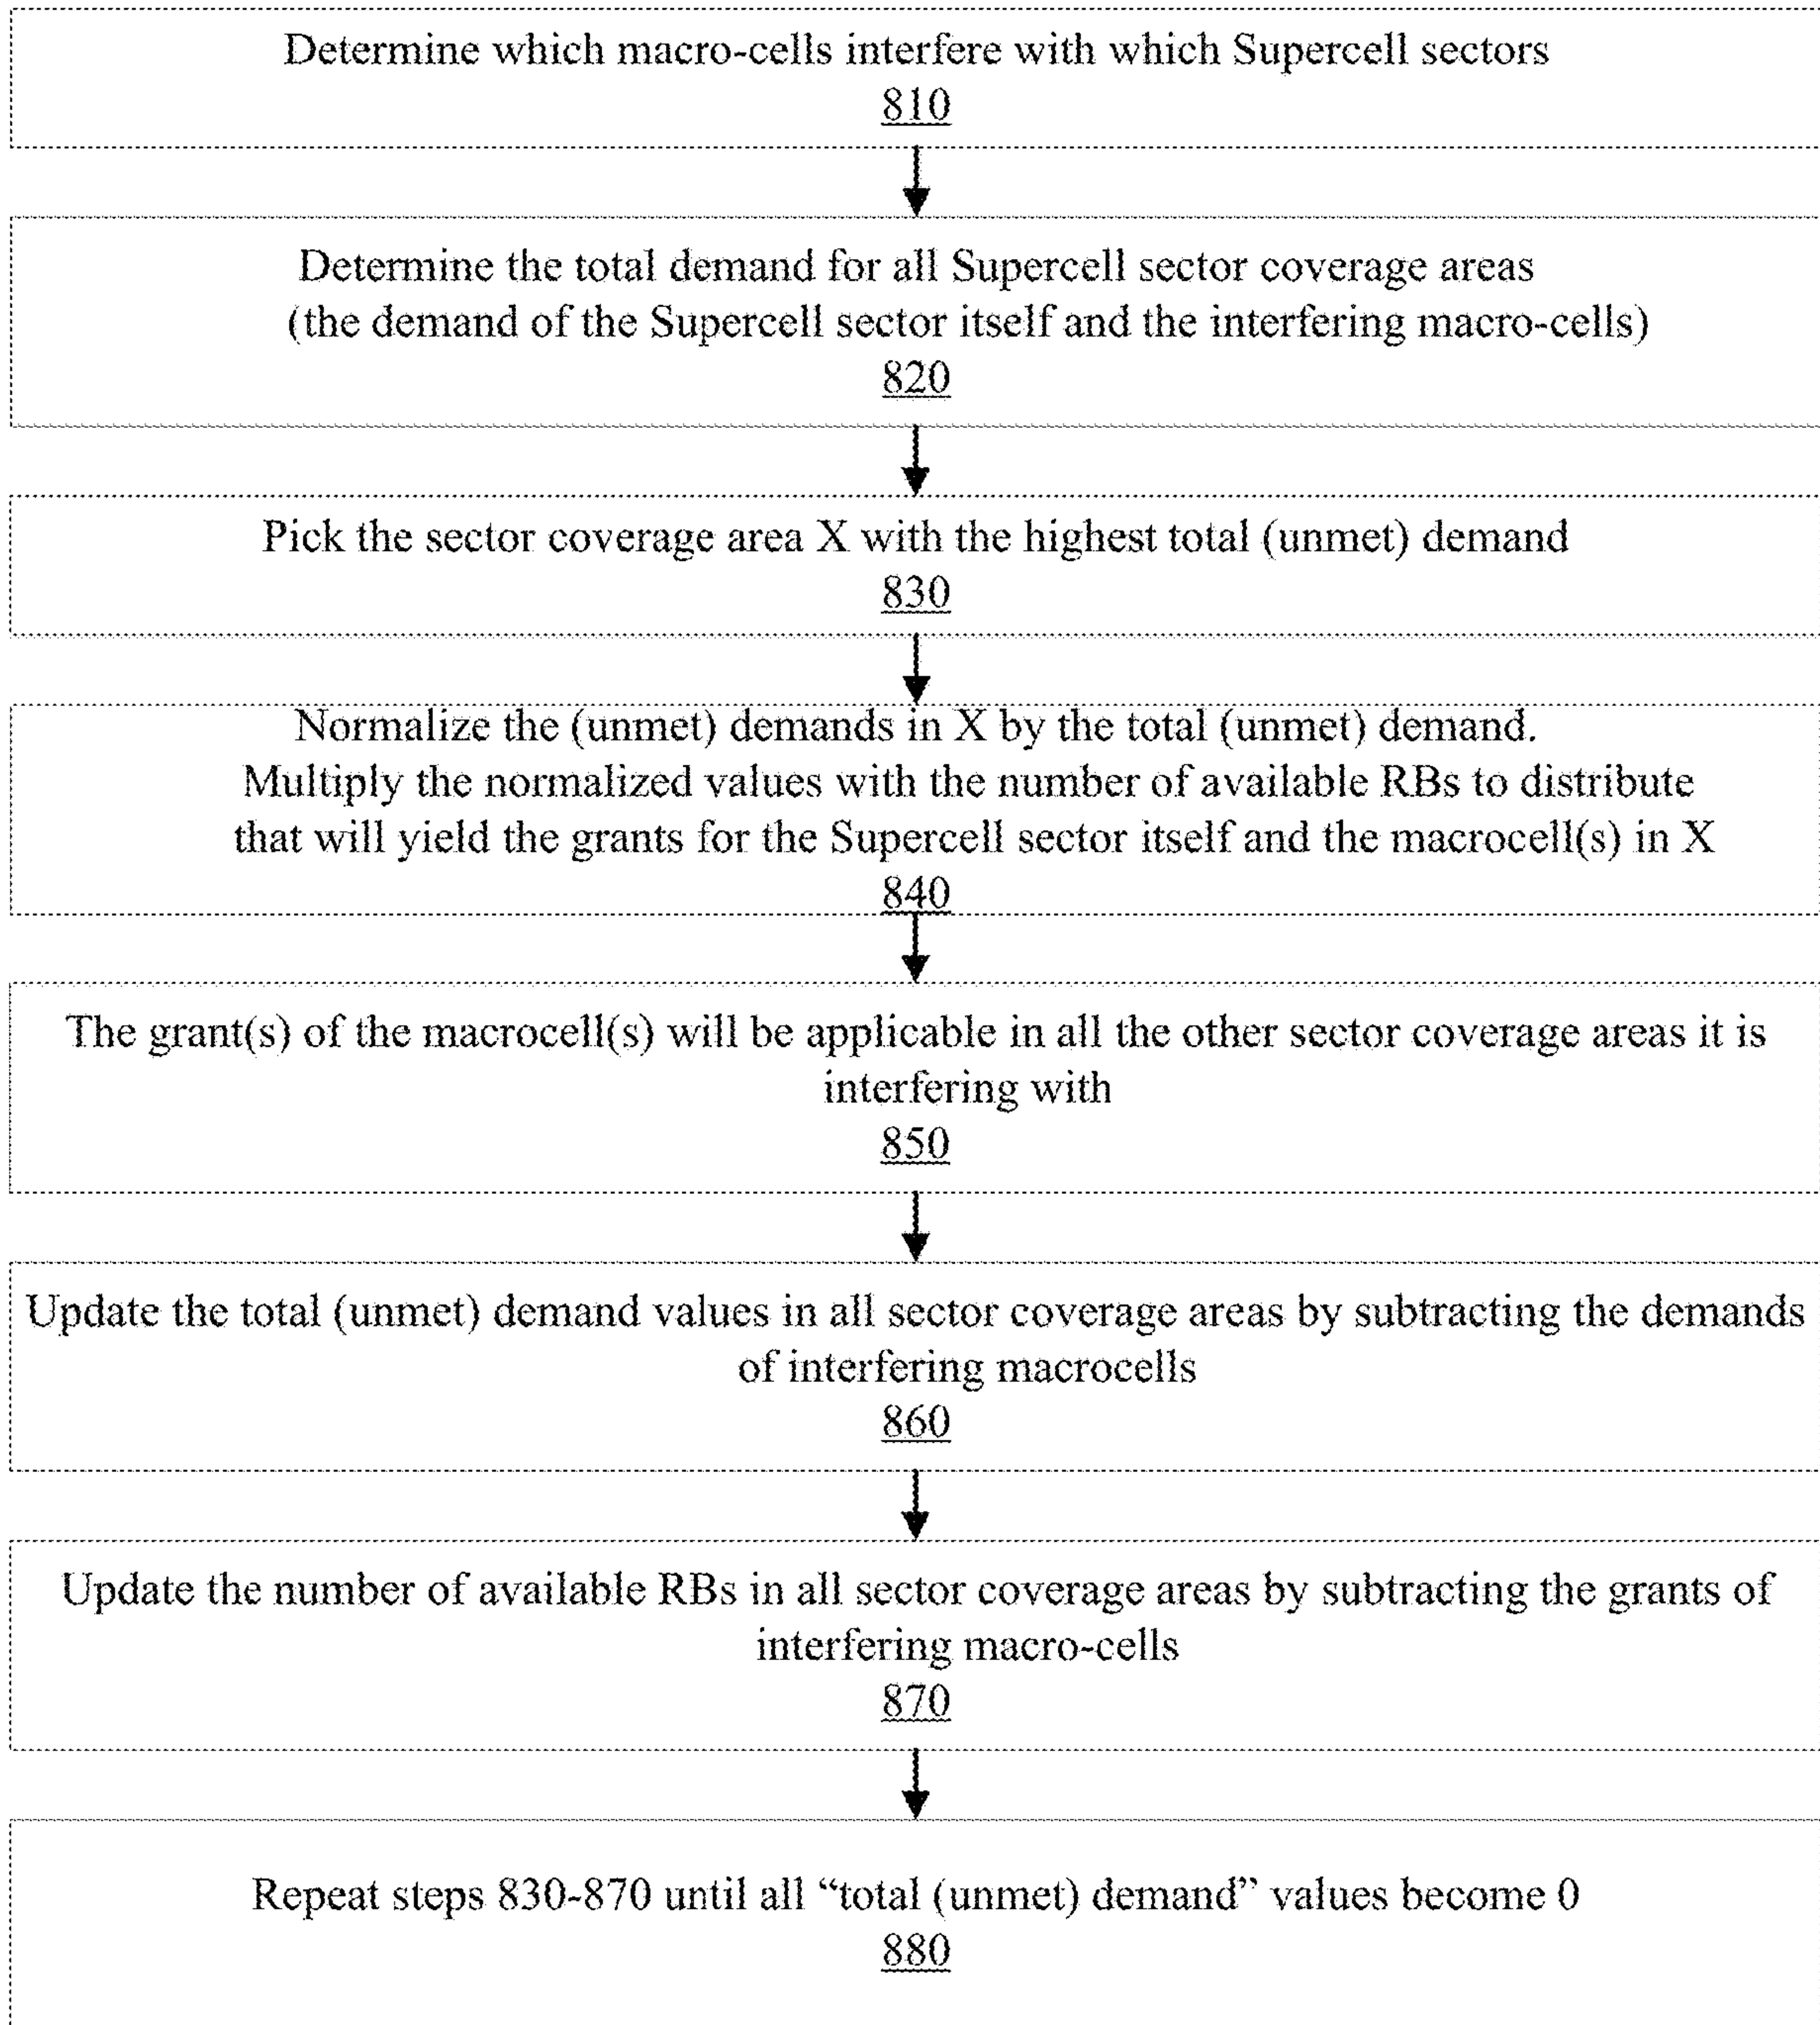 Determine which macro-cells interfere with which Supercell sectors
810
Determine the total demand for all Supercell sector coverage areas
(the demand of the Supercell sector itself and the interfering macro-cells)
820
Pick the sector coverage area X with the highest total (unmet) demand
830
Normalize the (unmet) demands in X by the total (unmet) demand.
Multiply the normalized values with the number of available RBs to distribute
that will yield the grants for the Supercell sector itself and the macrocell(s) in X
840
The grant(s) of the macrocell(s) will be applicable in all the other sector coverage areas it is
interfering with
850
Update the total (unmet) demand values in all sector coverage areas by subtracting the demands
of interfering macrocells
860
Update the number of available RBs in all sector coverage areas by subtracting the grants of
interfering macro-cells
870
Repeat steps 830-870 until all “total (unmet) demand” values become 0
880